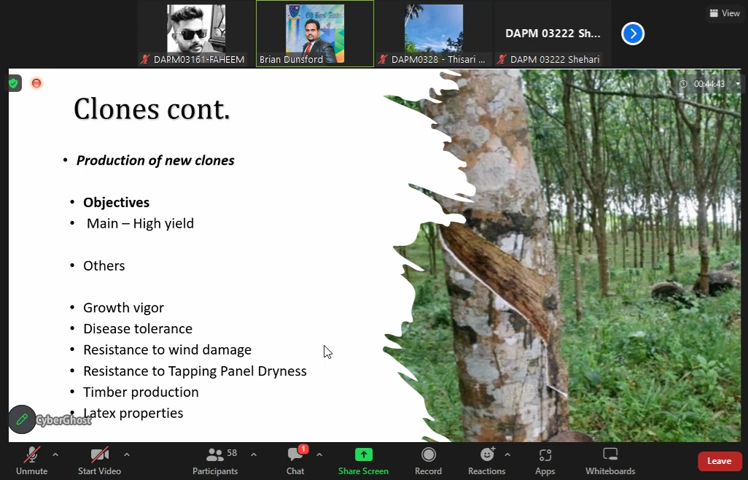 View
DAPM 03222 Sh...
DAPM03161-FAHEEM
Brian Dunsford
DAPM0328 - Thisari ...
DAPM 03222 Shehari
00:44:43
Clones cont.
• Production of new clones
• Objectives
• Main – High yield
• Others
• Growth vigor
• Disease tolerance
• Resistance to wind damage
• Resistance to Tapping Panel Dryness
• Timber production
• Latex properties
CyberGhost
Unmute
Start Video
Participants
58
Chat
1
Share Screen
Record
Reactions
Apps
Whiteboards
Leave